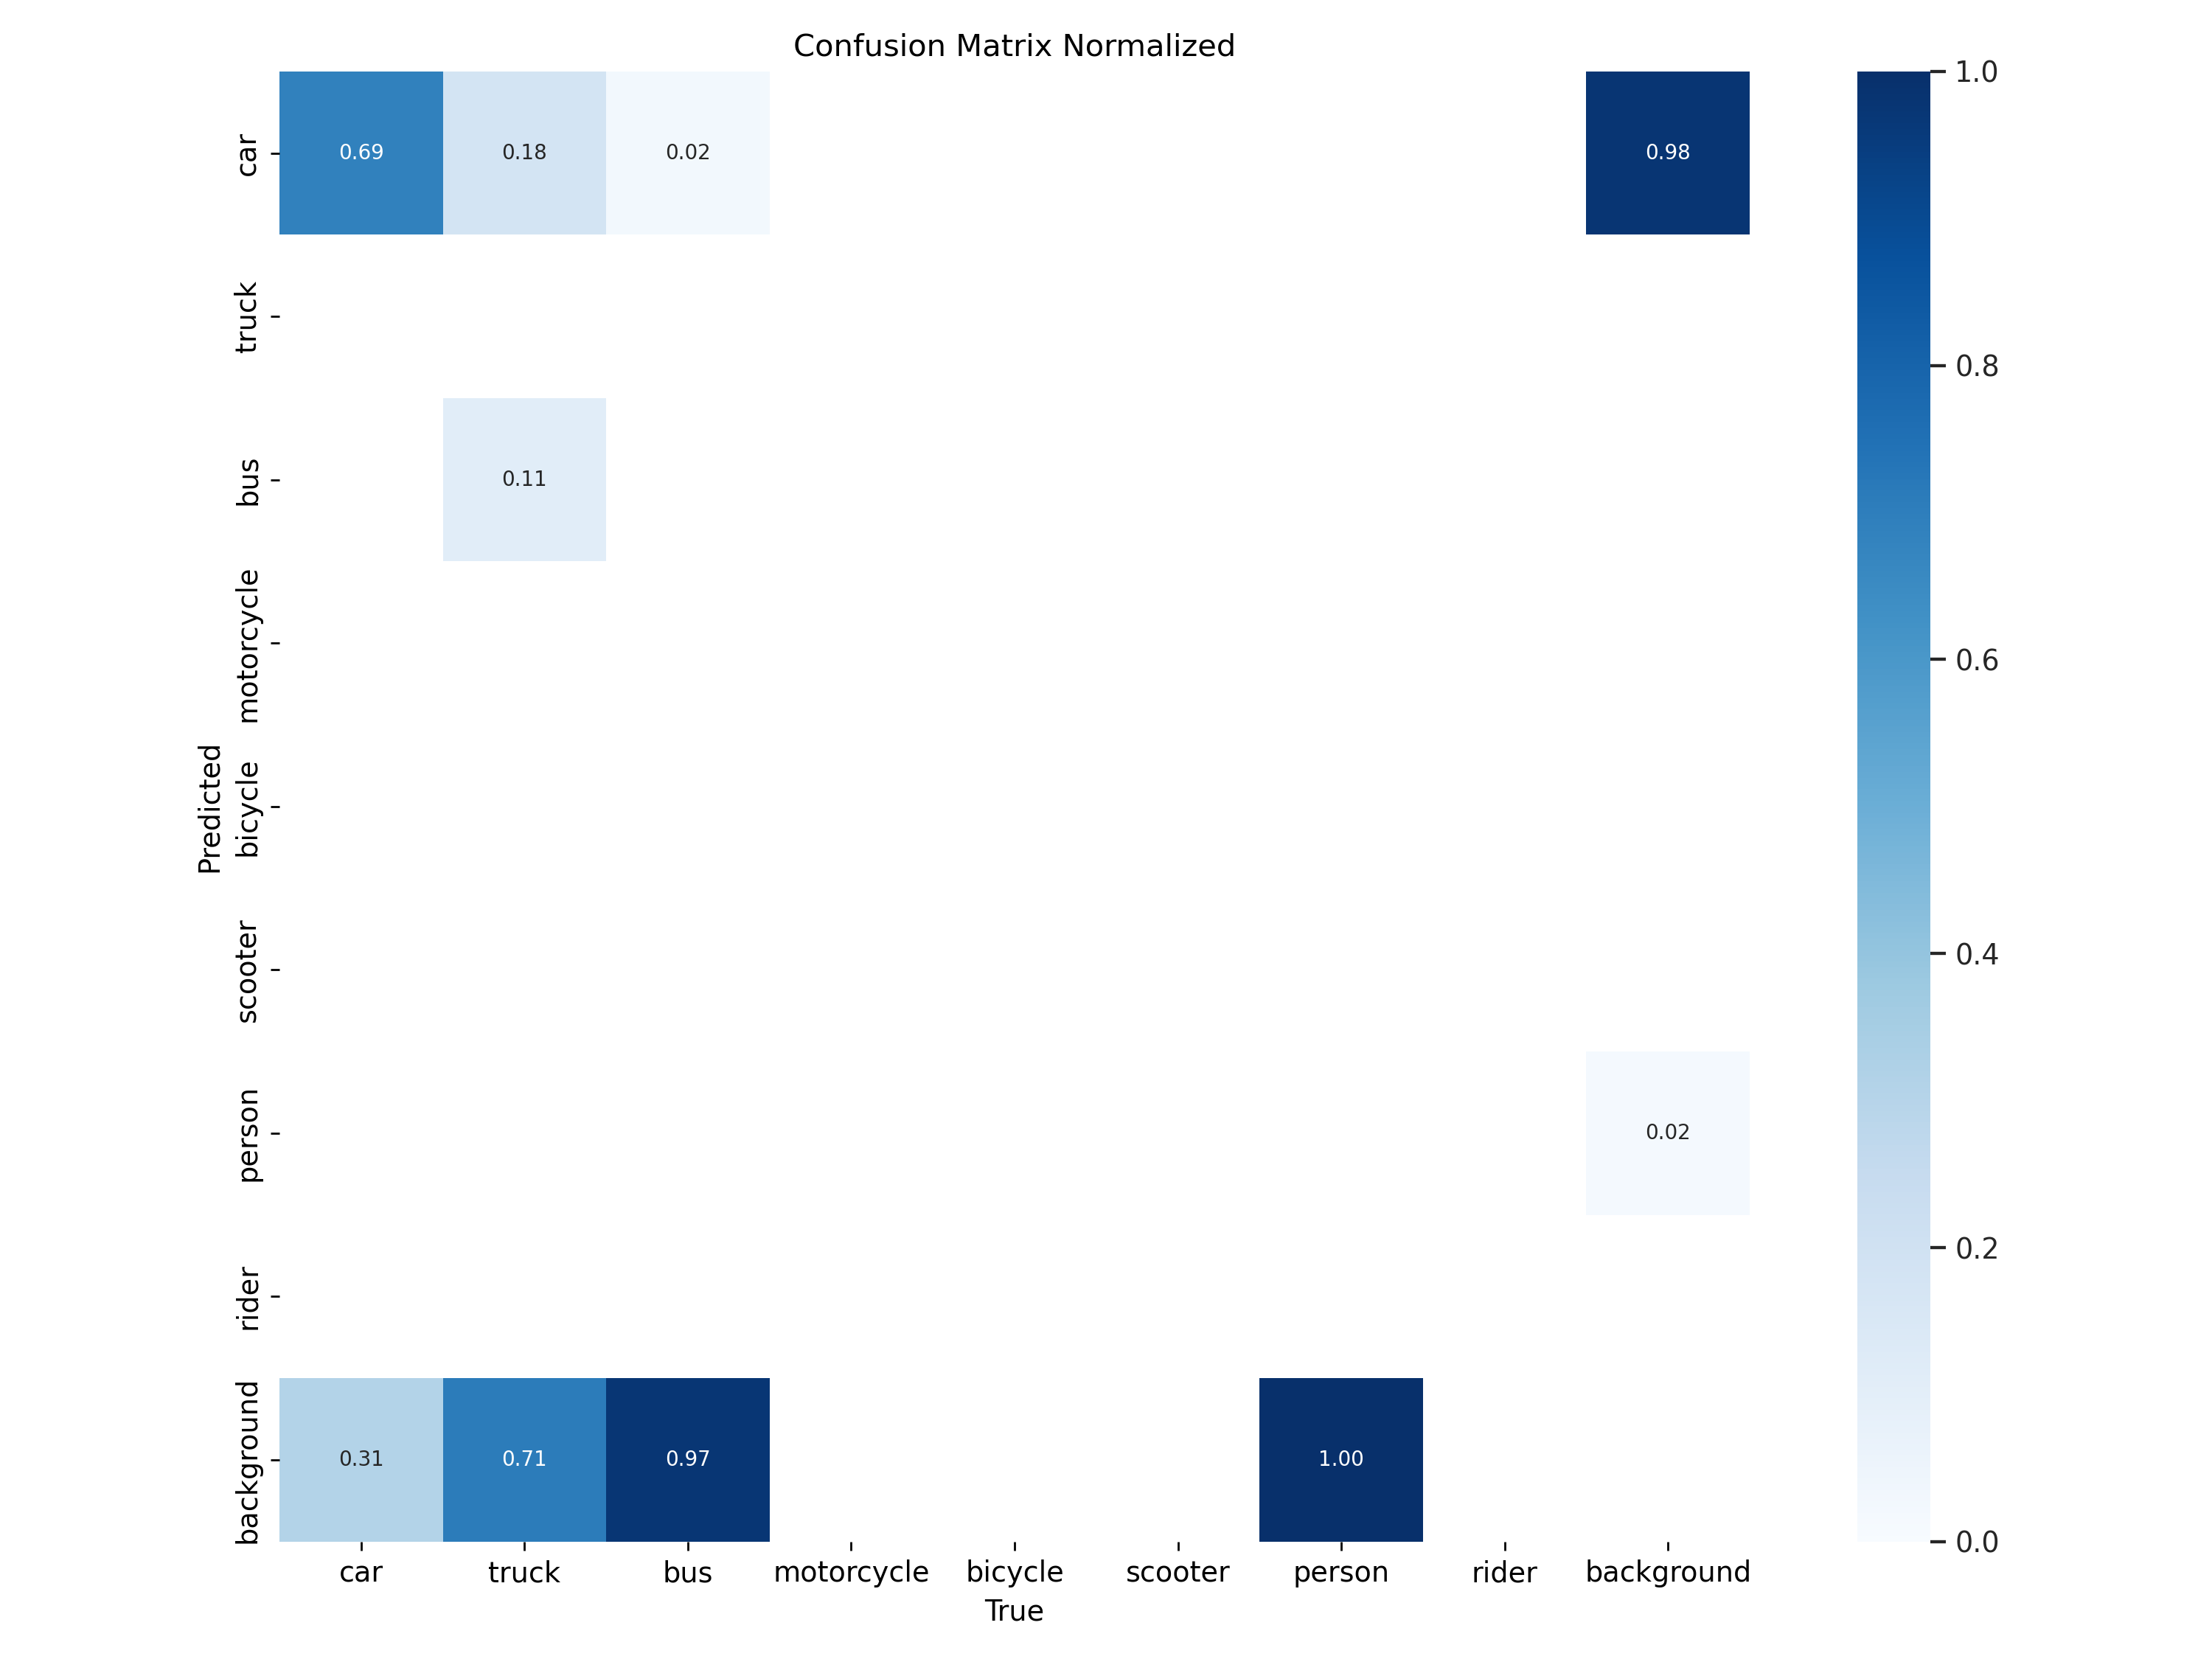 Confusion Matrix Normalized
car
0.69 0.18 0.02 0.98
truck
bus
0.11
motorcycle
bicycle
scooter
person
0.02
rider
background
0.31 0.71 0.97 1.00
Predicted
car truck bus motorcycle bicycle scooter person rider background
True
1.0
0.8
0.6
0.4
0.2
0.0